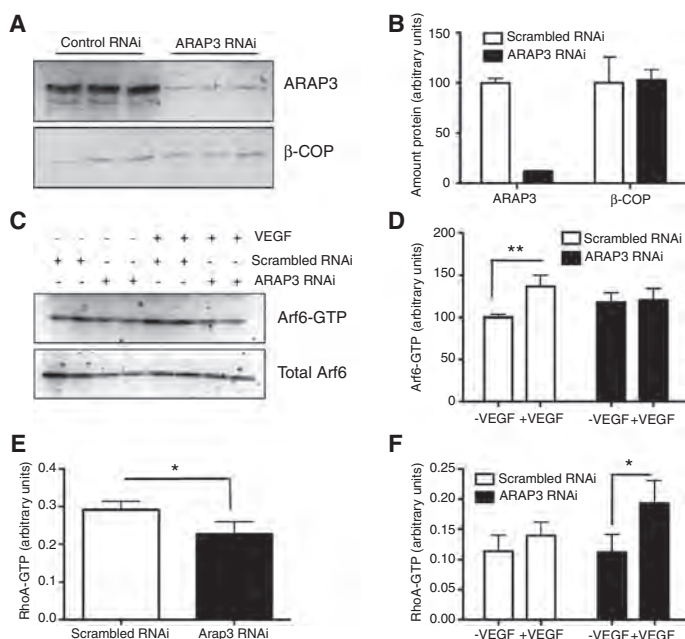 A
Control RNAi ARAP3 RNAi
ARAP3
β-COP
B
Scrambled RNAi
ARAP3 RNAi
Amount protein (arbitrary units)
150
100
50
0
ARAP3 β-COP
C
- - - - + + + + VEGF
+ + - - + + - - Scrambled RNAi
- - + + - - + + ARAP3 RNAi
Arf6-GTP
Total Arf6
D
Scrambled RNAi
ARAP3 RNAi
Arf6-GTP (arbitrary units)
200
150
100
50
0
**
-VEGF +VEGF -VEGF +VEGF
E
RhoA-GTP (arbitrary units)
0.4
0.3
0.2
0.1
0.0
*
Scrambled RNAi Arap3 RNAi
F
Scrambled RNAi
ARAP3 RNAi
RhoA-GTP (arbitrary units)
0.25
0.20
0.15
0.10
0.05
0.00
*
-VEGF +VEGF -VEGF +VEGF